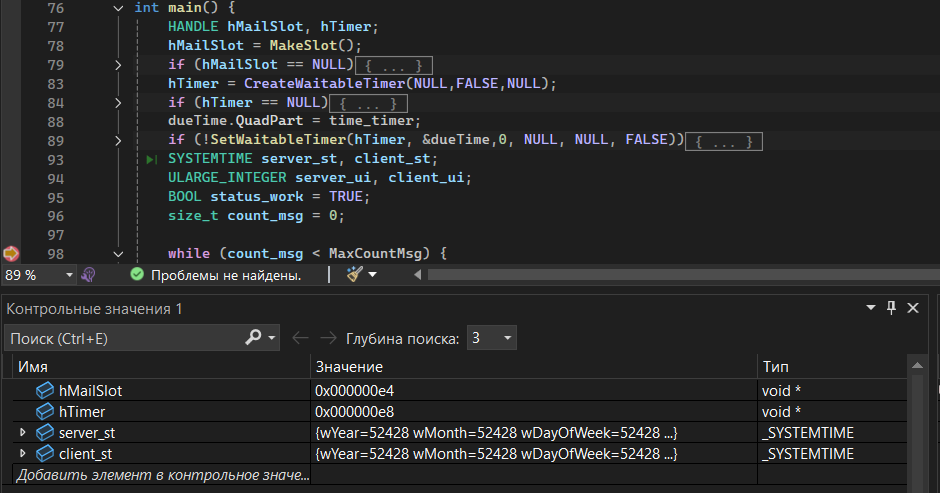 76 int main() {
77 HANDLE hMailSlot, hTimer;
78 hMailSlot = MakeSlot();
79 if (hMailSlot == NULL) { ... }
83 hTimer = CreateWaitableTimer(NULL,FALSE,NULL);
84 if (hTimer == NULL) { ... }
88 dueTime.QuadPart = time_timer;
89 if (!SetWaitableTimer(hTimer, &dueTime,0, NULL, NULL, FALSE)) { ... }
93 SYSTEMTIME server_st, client_st;
94 ULARGE_INTEGER server_ui, client_ui;
95 BOOL status_work = TRUE;
96 size_t count_msg = 0;
97
98 while (count_msg < MaxCountMsg) {
89 % Проблемы не найдены.
Контрольные значения 1
Поиск (Ctrl+E) Глубина поиска: 3
Имя Значение Тип
hMailSlot 0x000000e4 void *
hTimer 0x000000e8 void *
server_st {wYear=52428 wMonth=52428 wDayOfWeek=52428 ...} _SYSTEMTIME
client_st {wYear=52428 wMonth=52428 wDayOfWeek=52428 ...} _SYSTEMTIME
Добавить элемент в контрольное значе...